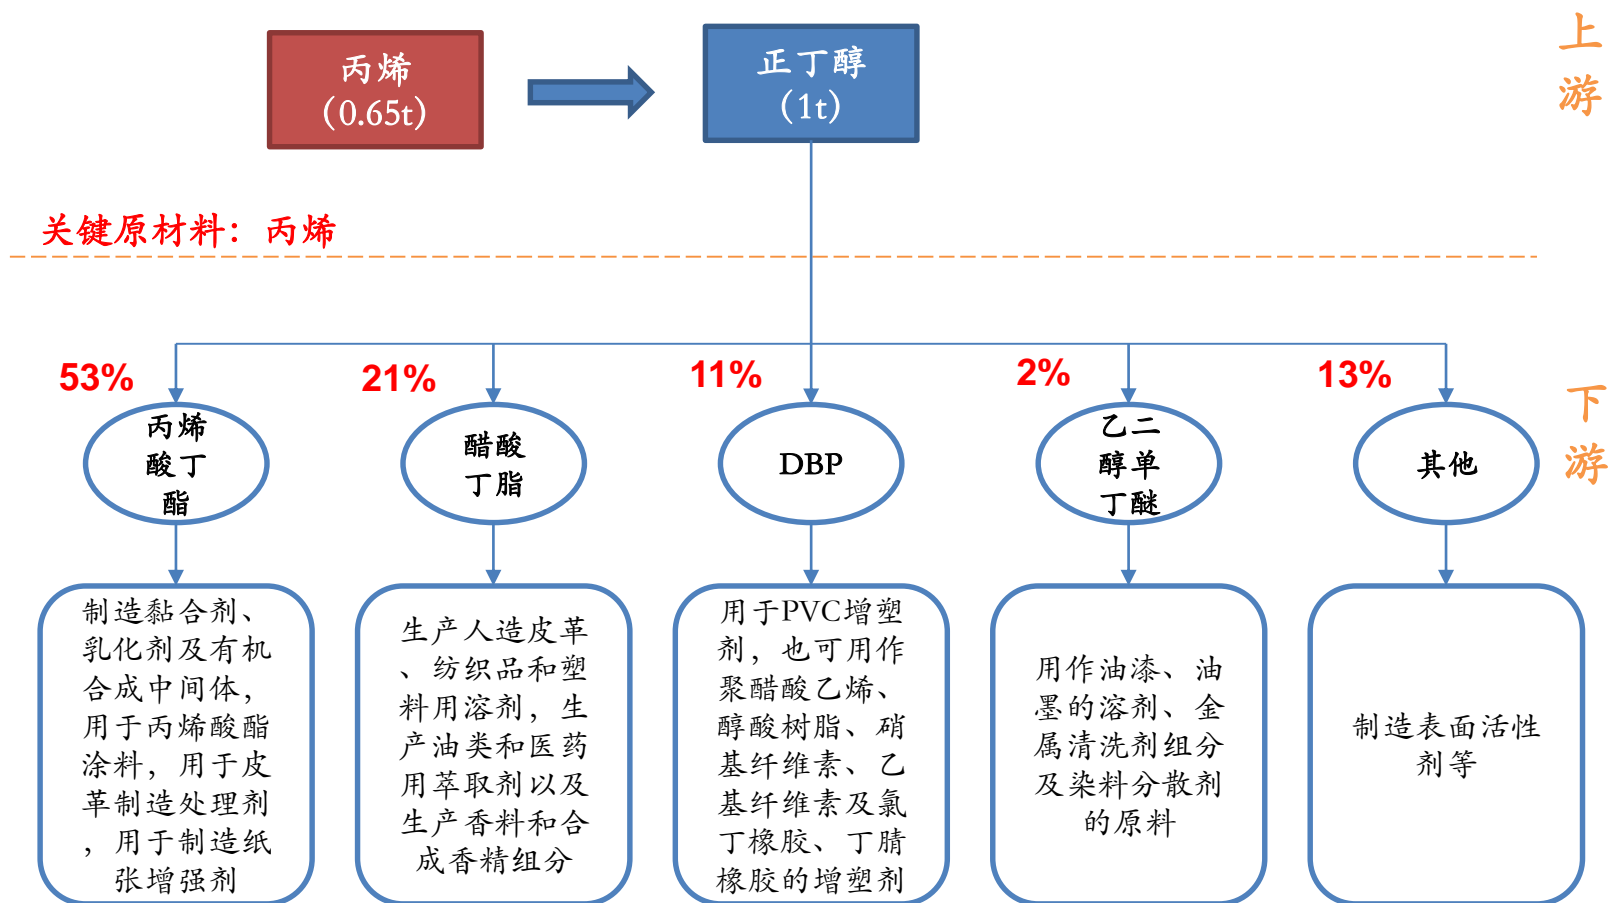 丙烯
（0.65t）
正丁醇
（1t）
上
游
关键原材料：丙烯
53%
21%
11%
2%
13%
下
游
丙烯
酸丁
酯
醋酸
丁脂
DBP
乙二
醇单
丁醚
其他
制造黏合剂、
乳化剂及有机
合成中间体，
用于丙烯酸酯
涂料，用于皮
革制造处理剂
，用于制造纸
张增强剂
生产人造皮革
、纺织品和塑
料用溶剂，生
产油类和医药
用萃取剂以及
生产香料和合
成香精组分
用于PVC增塑
剂，也可用作
聚醋酸乙烯、
醇酸树脂、硝
基纤维素、乙
基纤维素及氯
丁橡胶、丁腈
橡胶的增塑剂
用作油漆、油
墨的溶剂、金
属清洗剂组分
及染料分散剂
的原料
制造表面活性
剂等